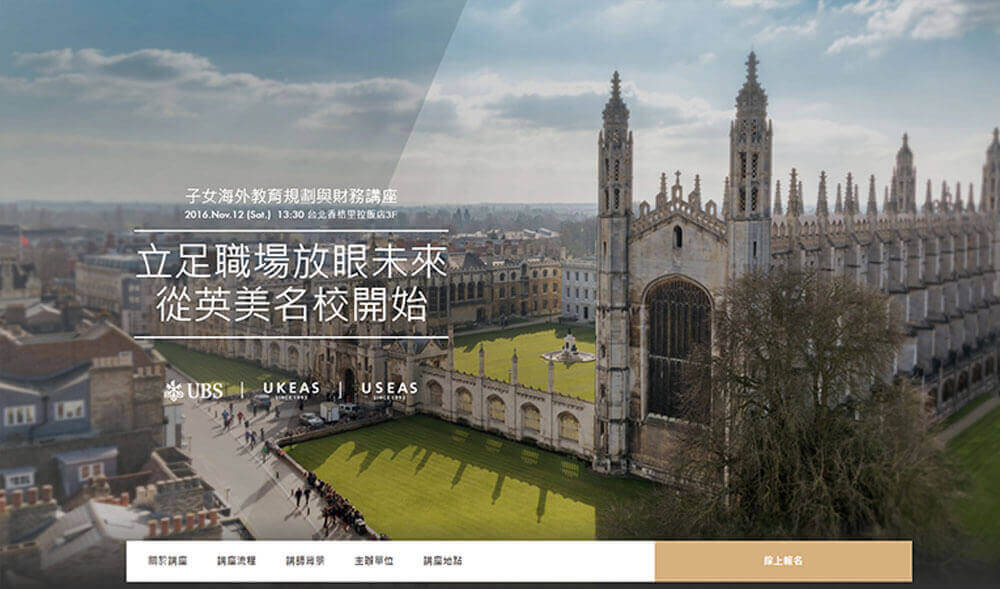 子女海外教育規劃與財務講座
2016.Nov.12 (Sat.) 13:30 台北香格里拉飯店3F
立足職場放眼未來
從英美名校開始
UBS | UKEAS SINCE 1993 | USEAS SINCE 1993
關於講座 講座流程 講師背景 主辦單位 講座地點 線上報名